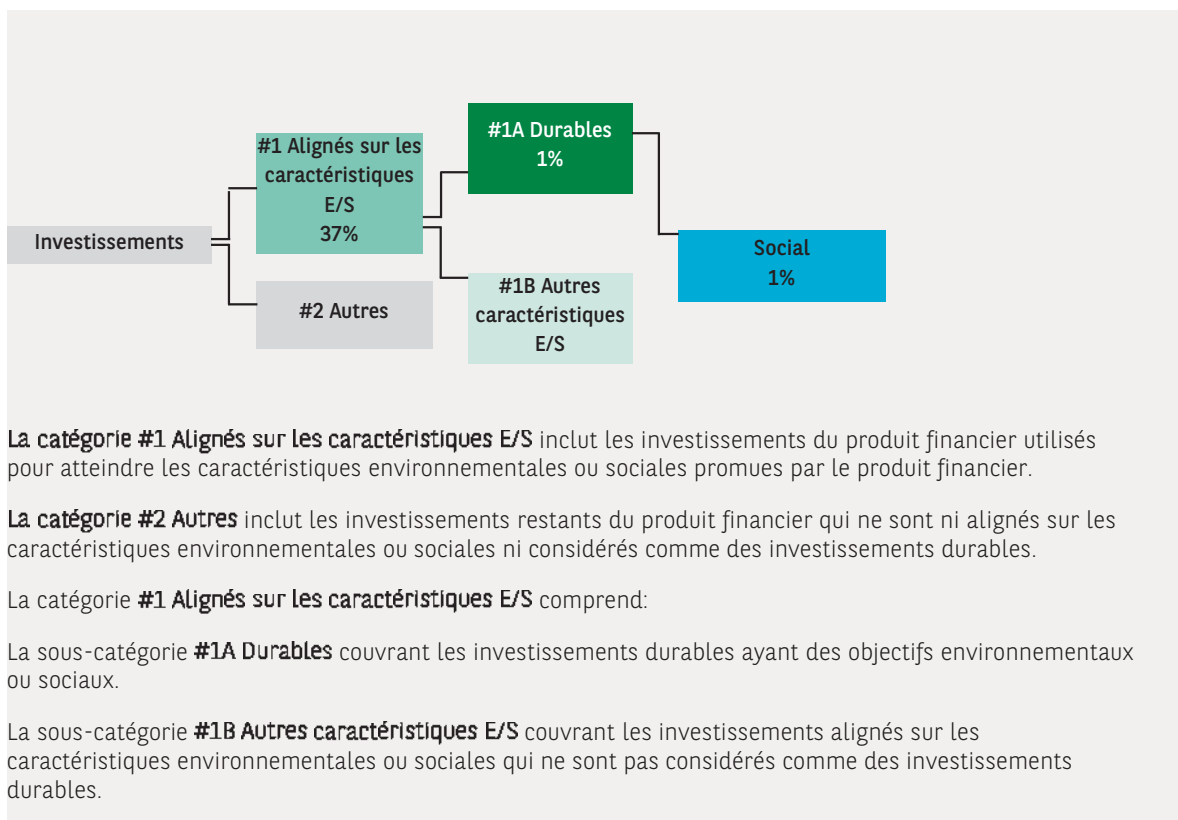 #1A Durables
1%
#1 Alignés sur les
caractéristiques
E/S
37%
Investissements
Social
1%
#1B Autres
caractéristiques
E/S
#2 Autres
La catégorie #1 Alignés sur les caractéristiques E/S inclut les investissements du produit financier utilisés
pour atteindre les caractéristiques environnementales ou sociales promues par le produit financier.
La catégorie #2 Autres inclut les investissements restants du produit financier qui ne sont ni alignés sur les
caractéristiques environnementales ou sociales ni considérés comme des investissements durables.
La catégorie #1 Alignés sur les caractéristiques E/S comprend:
La sous-catégorie #1A Durables couvrant les investissements durables ayant des objectifs environnementaux
ou sociaux.
La sous-catégorie #1B Autres caractéristiques E/S couvrant les investissements alignés sur les
caractéristiques environnementales ou sociales qui ne sont pas considérés comme des investissements
durables.